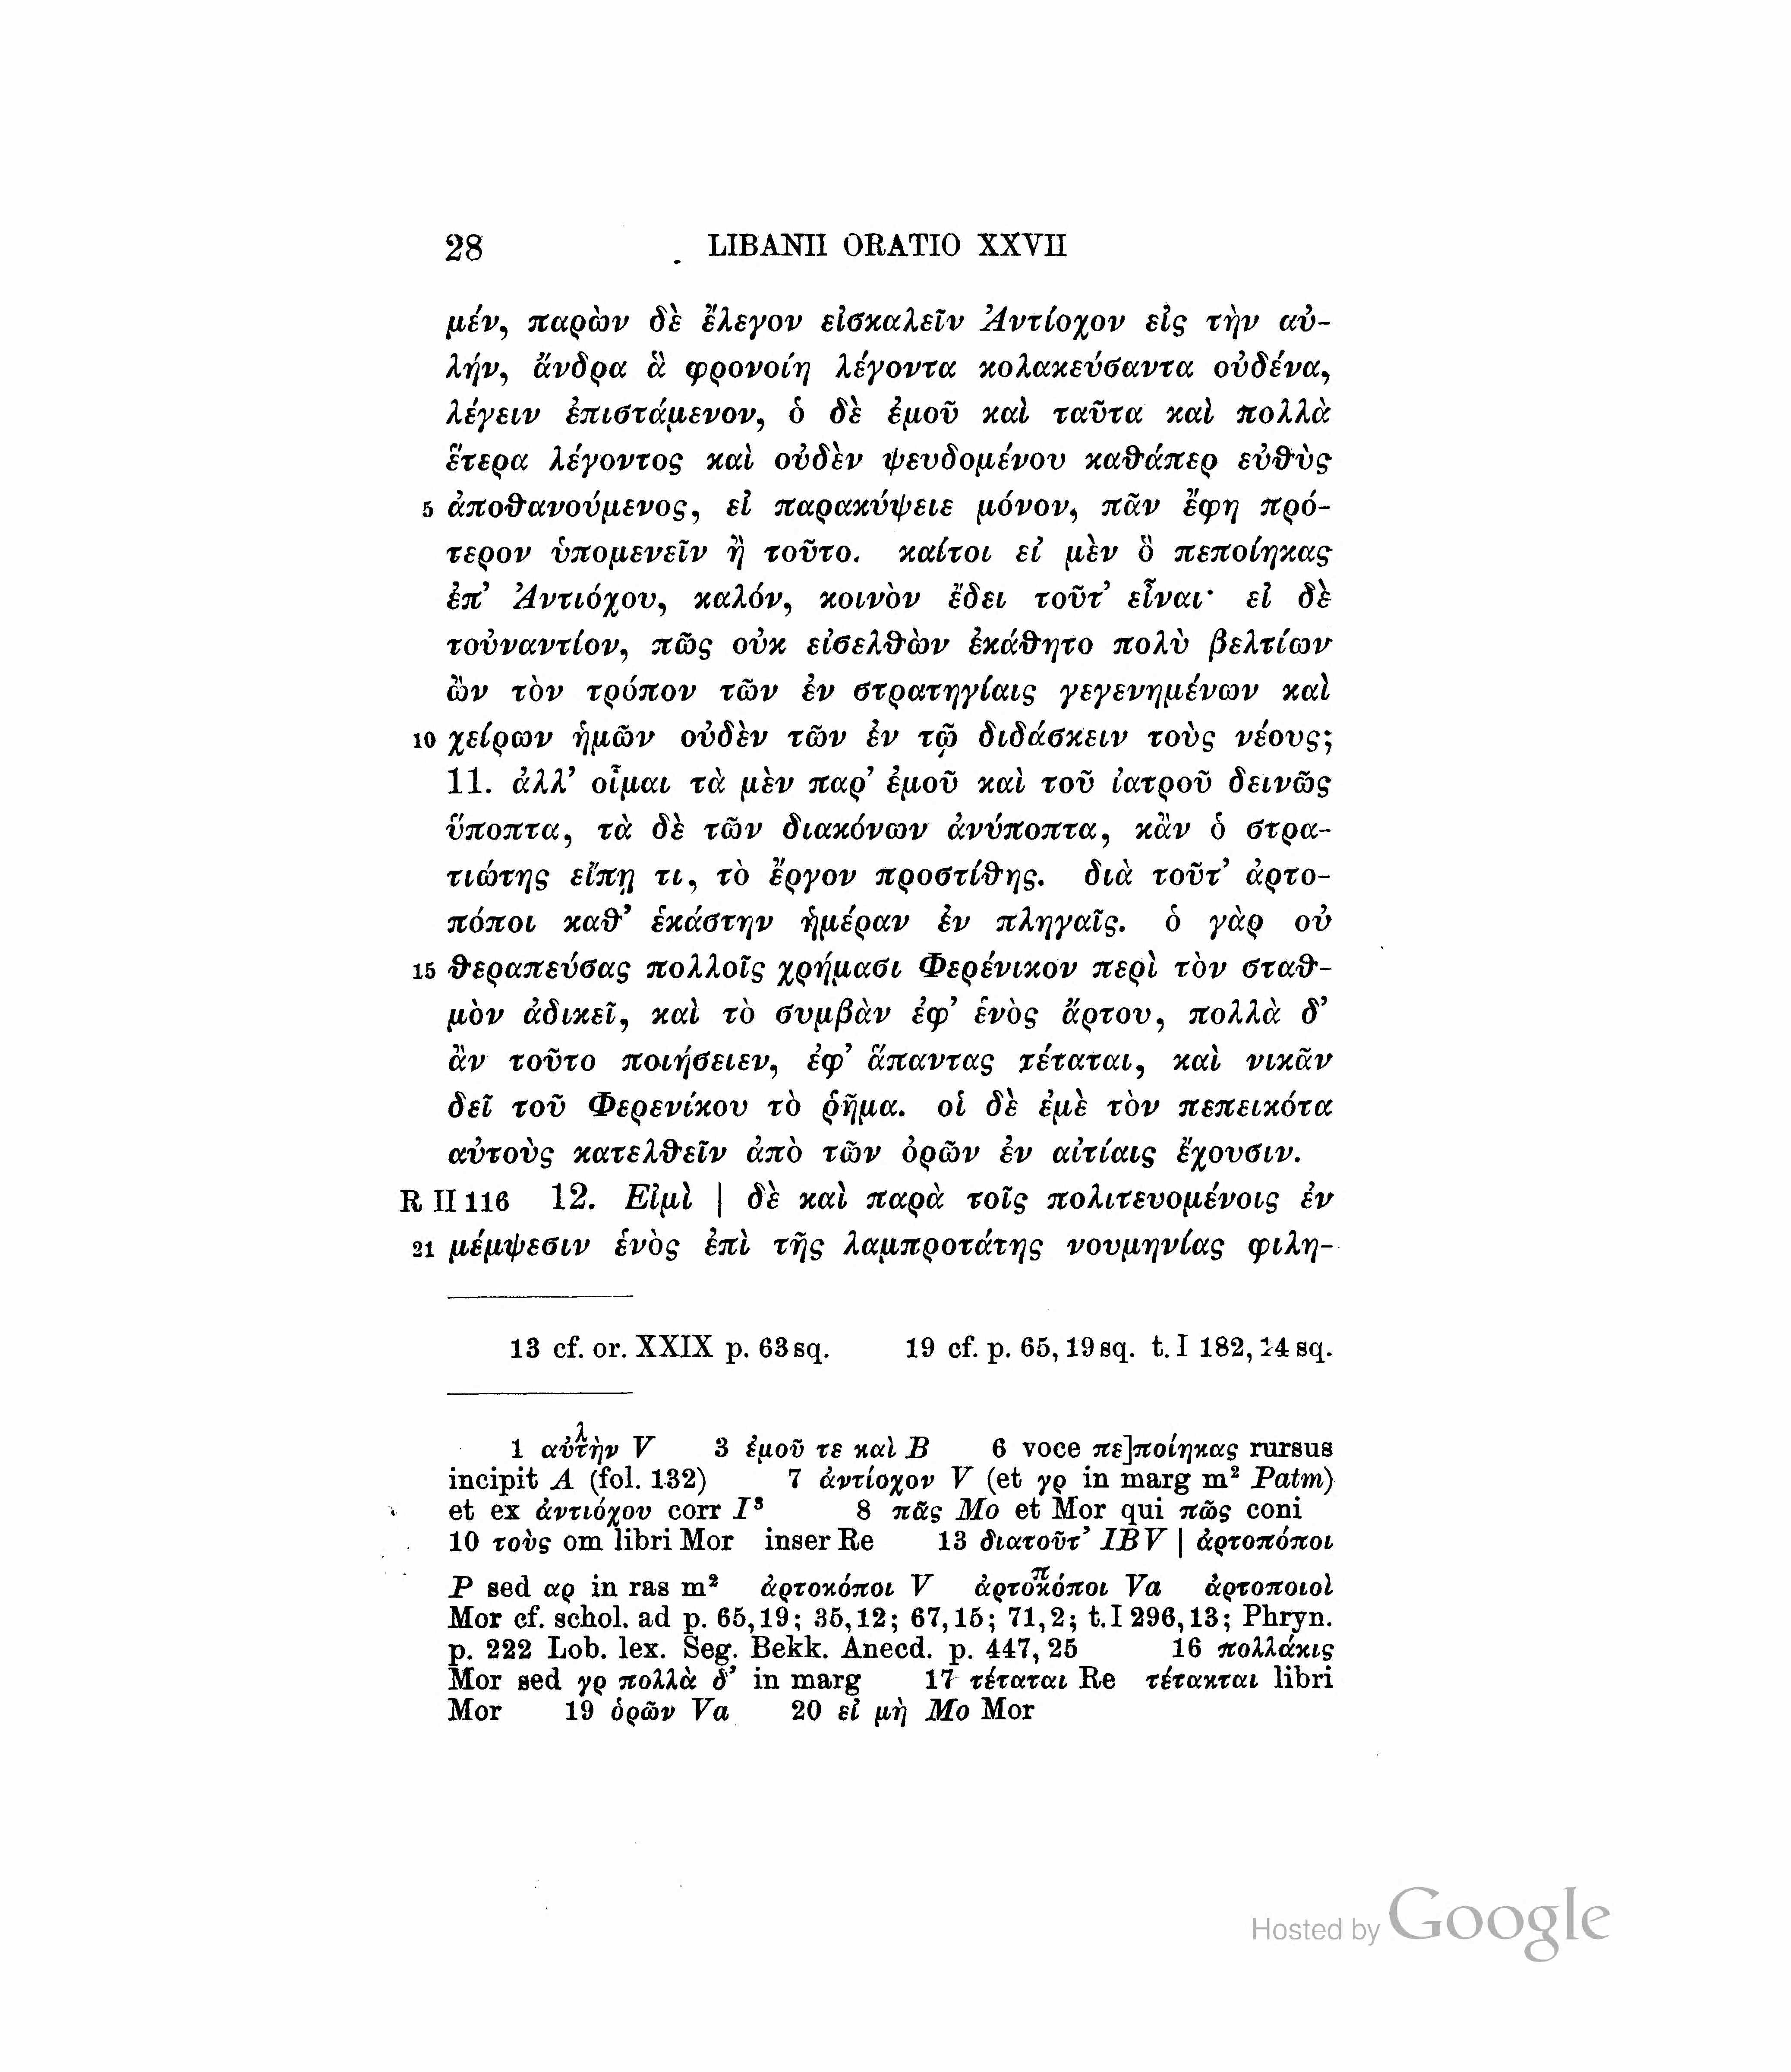 28 LIBANII ORATIO XXVII
μέν, παρὼν δὲ ἔλεγον εἰσκαλεῖν Ἀντίοχον εἰς τὴν αὐ-
λήν, ἄνδρα ἃ φρονοίη λέγοντα κολακεύσαντα οὐδένα,
λέγειν ἐπιστάμενον, ὁ δὲ ἐμοῦ καὶ ταῦτα καὶ πολλὰ
ἕτερα λέγοντος καὶ οὐδὲν ψευδομένου καθάπερ εὐθὺς
5 ἀποθανούμενος, εἰ παρακύψειε μόνον, πᾶν ἔφη πρό-
τερον ὑπομενεῖν ἢ τοῦτο. καίτοι εἰ μὲν ὃ πεποίηκας
ἐπ’ Ἀντιόχου, καλόν, κοινὸν ἔδει τοῦτ’ εἶναι· εἰ δὲ
τοὐναντίον, πῶς οὐκ εἰσελθὼν ἐκάθητο πολὺ βελτίων
ὢν τὸν τρόπον τῶν ἐν στρατηγίαις γεγενημένων καὶ
10 χείρων ἡμῶν οὐδὲν τῶν ἐν τῷ διδάσκειν τοὺς νέους;
11. ἀλλ’ οἶμαι τὰ μὲν παρ’ ἐμοῦ καὶ τοῦ ἰατροῦ δεινῶς
ὕποπτα, τὰ δὲ τῶν διακόνων ἀνύποπτα, κἂν ὁ στρα-
τιώτης εἴπῃ τι, τὸ ἔργον προστίθης. διὰ τοῦτ’ ἀρτο-
πόποι καθ’ ἑκάστην ἡμέραν ἐν πληγαῖς. ὁ γὰρ οὐ
15 θεραπεύσας πολλοῖς χρήμασι Φερένικον περὶ τὸν σταθ-
μὸν ἀδικεῖ, καὶ τὸ συμβὰν ἐφ’ ἑνὸς ἄρτου, πολλὰ δ’
ἂν τοῦτο ποιήσειεν, ἐφ’ ἅπαντας τέταται, καὶ νικᾶν
δεῖ τοῦ Φερενίκου τὸ ῥῆμα. οἱ δὲ ἐμὲ τὸν πεπεικότα
αὐτοὺς κατελθεῖν ἀπὸ τῶν ὀρῶν ἐν αἰτίαις ἔχουσιν.
R II 116 12. Εἰμὶ | δὲ καὶ παρὰ τοῖς πολιτευομένοις ἐν
21 μέμψεσιν ἑνὸς ἐπὶ τῆς λαμπροτάτης νουμηνίας φιλη-
13 cf. or. XXIX p. 63 sq. 19 cf. p. 65, 19 sq. t. I 182, 14 sq.
1 αὐτὴν V 3 ἐμοῦ τε καὶ B 6 voce πε]ποίηκας rursus
incipit A (fol. 132) 7 ἀντίοχον V (et γρ in marg m² Patm)
et ex ἀντιόχου corr I³ 8 πᾶς Mo et Mor qui πῶς coni
10 τοὺς om libri Mor inser Re 13 διατοῦτ’ IBV | ἀρτοπόποι
P sed αρ in ras m² ἀρτοκόποι V ἀρτοκόποι Va ἀρτοποιοὶ
Mor cf. schol. ad p. 65,19; 35,12; 67,15; 71,2; t. I 296,13; Phryn.
p. 222 Lob. lex. Seg. Bekk. Anecd. p. 447, 25 16 πολλάκις
Mor sed γρ πολλὰ δ’ in marg 17 τέταται Re τέτακται libri
Mor 19 ὁρῶν Va 20 εἰ μὴ Mo Mor
Hosted by Google